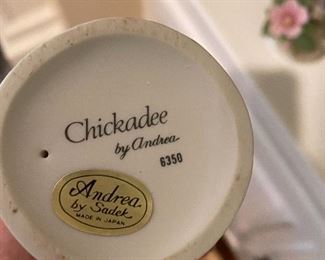 Chickadee
by Andrea
6350
Andrea
by Sadek
MADE IN JAPAN